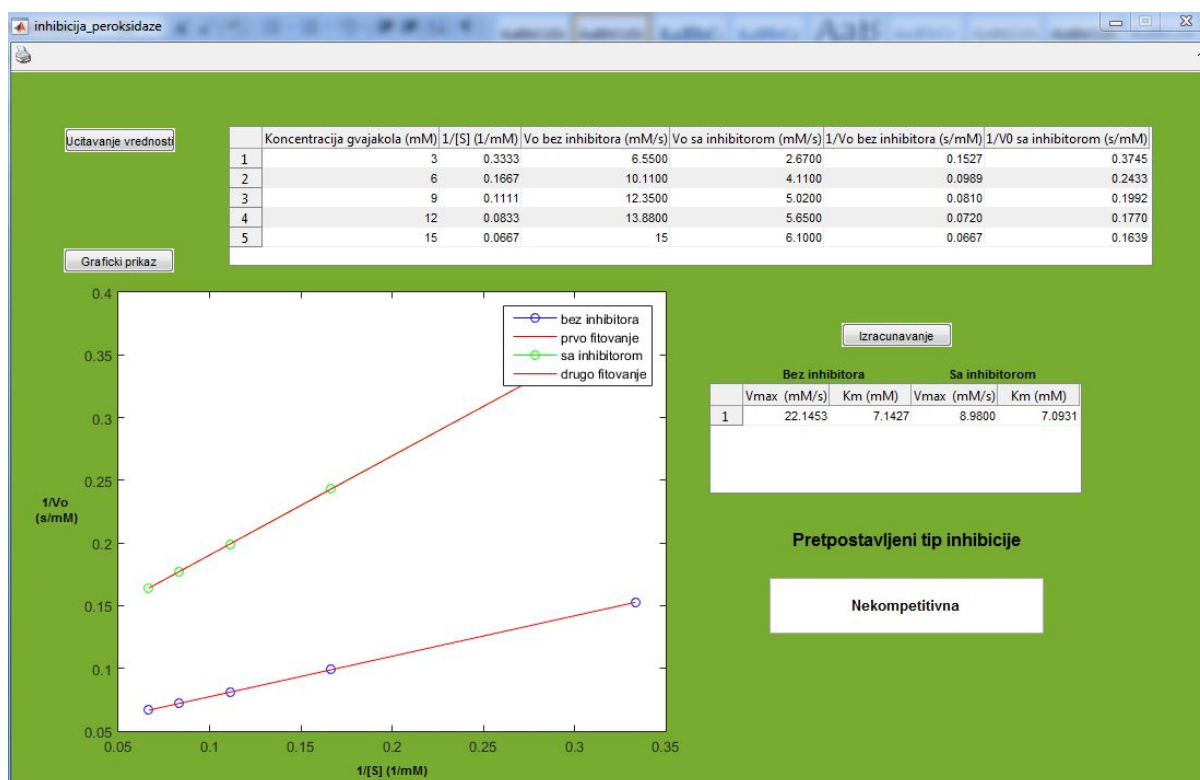 inhibicija_peroksidaze
Ucitavanje vrednosti
Koncentracija gvajakola (mM) 1/[S] (1/mM) Vo bez inhibitora (mM/s) Vo sa inhibitorom (mM/s) 1/Vo bez inhibitora (s/mM) 1/V0 sa inhibitorom (s/mM)
1 3 0.3333 6.5500 2.6700 0.1527 0.3745
2 6 0.1667 10.1100 4.1100 0.0989 0.2433
3 9 0.1111 12.3500 5.0200 0.0810 0.1992
4 12 0.0833 13.8800 5.6500 0.0720 0.1770
5 15 0.0667 15 6.1000 0.0667 0.1639
Graficki prikaz
0.4
0.35
0.3
0.25
0.2
0.15
0.1
0.05
1/Vo
(s/mM)
bez inhibitora
prvo fitovanje
sa inhibitorom
drugo fitovanje
0.05 0.1 0.15 0.2 0.25 0.3 0.35
1/[S] (1/mM)
Izracunavanje
Bez inhibitora Sa inhibitorom
Vmax (mM/s) Km (mM) Vmax (mM/s) Km (mM)
1 22.1453 7.1427 8.9800 7.0931
Pretpostavljeni tip inhibicije
Nekompetitivna